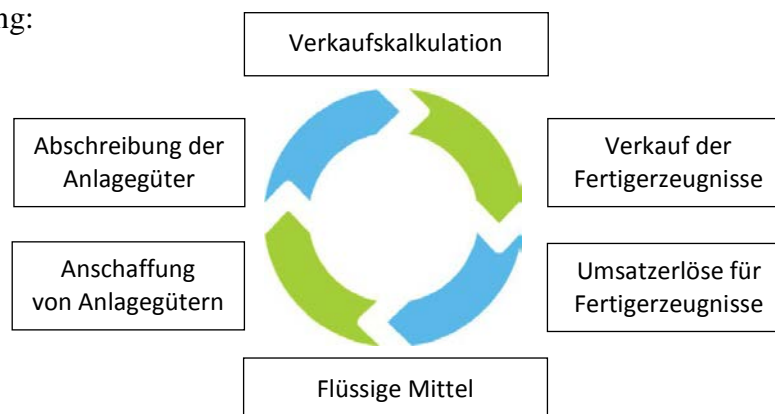 ng:
Verkaufskalkulation
Abschreibung der
Anlagegüter
Verkauf der
Fertigerzeugnisse
Anschaffung
von Anlagegütern
Umsatzerlöse für
Fertigerzeugnisse
Flüssige Mittel